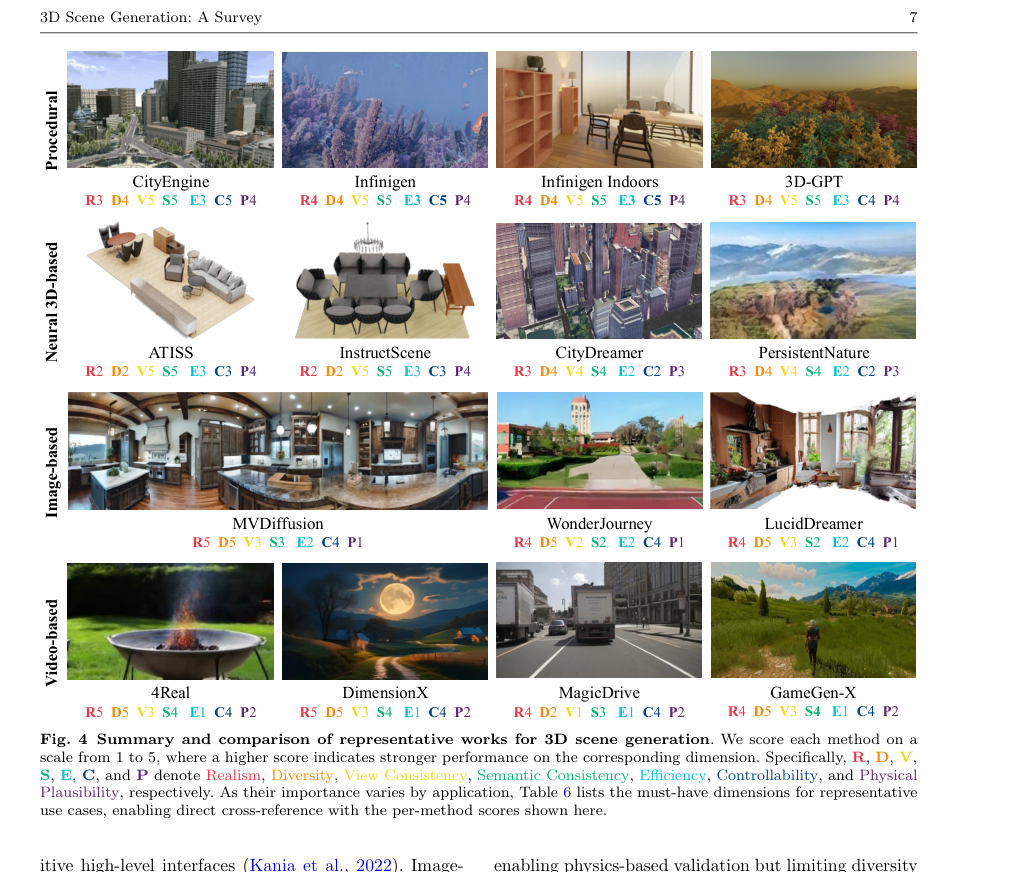 3D Scene Generation: A Survey 7
Procedural
CityEngine Infinigen Infinigen Indoors 3D-GPT
R3 D4 V5 S5 E3 C5 P4 R4 D4 V5 S5 E3 C5 P4 R4 D4 V5 S5 E3 C5 P4 R3 D4 V5 S5 E3 C4 P4
Neural 3D-based
ATISS InstructScene CityDreamer PersistentNature
R2 D2 V5 S5 E3 C3 P4 R2 D2 V5 S5 E3 C3 P4 R3 D4 V4 S4 E2 C2 P3 R3 D4 V4 S4 E2 C2 P3
Image-based
MVDiffusion WonderJourney LucidDreamer
R5 D5 V3 S3 E2 C4 P1 R4 D5 V2 S2 E2 C4 P1 R4 D5 V3 S2 E2 C4 P1
Video-based
4Real DimensionX MagicDrive GameGen-X
R5 D5 V3 S4 E1 C4 P2 R5 D5 V3 S4 E1 C4 P2 R4 D2 V1 S3 E1 C4 P2 R4 D5 V3 S4 E1 C4 P2
Fig. 4 Summary and comparison of representative works for 3D scene generation. We score each method on a
scale from 1 to 5, where a higher score indicates stronger performance on the corresponding dimension. Specifically, R, D, V,
S, E, C, and P denote Realism, Diversity, View Consistency, Semantic Consistency, Efficiency, Controllability, and Physical
Plausibility, respectively. As their importance varies by application, Table 6 lists the must-have dimensions for representative
use cases, enabling direct cross-reference with the per-method scores shown here.
itive high-level interfaces (Kania et al., 2022). Image-
enabling physics-based validation but limiting diversity